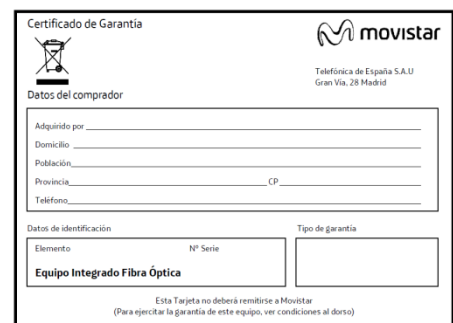 Certificado de Garantía
movistar
Telefónica de España S.A.U
Gran Vía, 28 Madrid
Datos del comprador
Adquirido por
Domicilio
Población
Provincia CP
Teléfono
Datos de identificación Tipo de garantía
Elemento Nº Serie
Equipo Integrado Fibra Óptica
Esta Tarjeta no deberá remitirse a Movistar
(Para ejercitar la garantía de este equipo, ver condiciones al dorso)